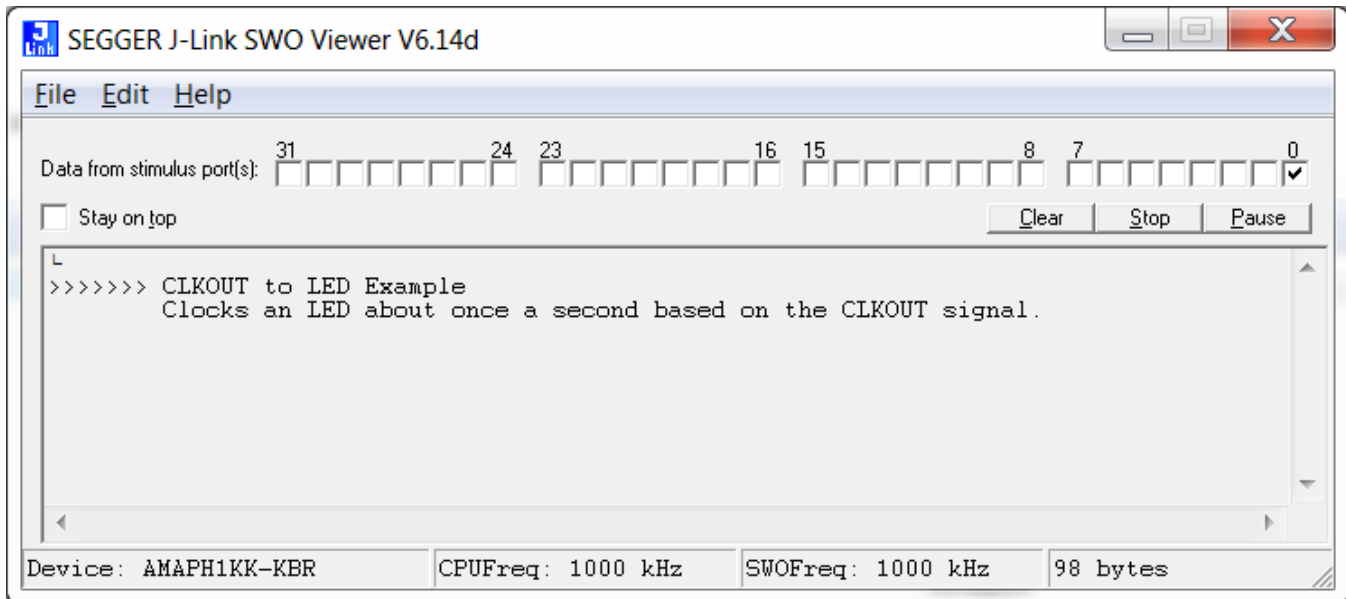 J Link SEGGER J-Link SWO Viewer V6.14d
File Edit Help
31 24 23 16 15 8 7 0
Data from stimulus port(s):
Stay on top Clear Stop Pause
>>>>>>> CLKOUT to LED Example
Clocks an LED about once a second based on the CLKOUT signal.
Device: AMAPH1KK-KBR CPUFreq: 1000 kHz SWOFreq: 1000 kHz 98 bytes